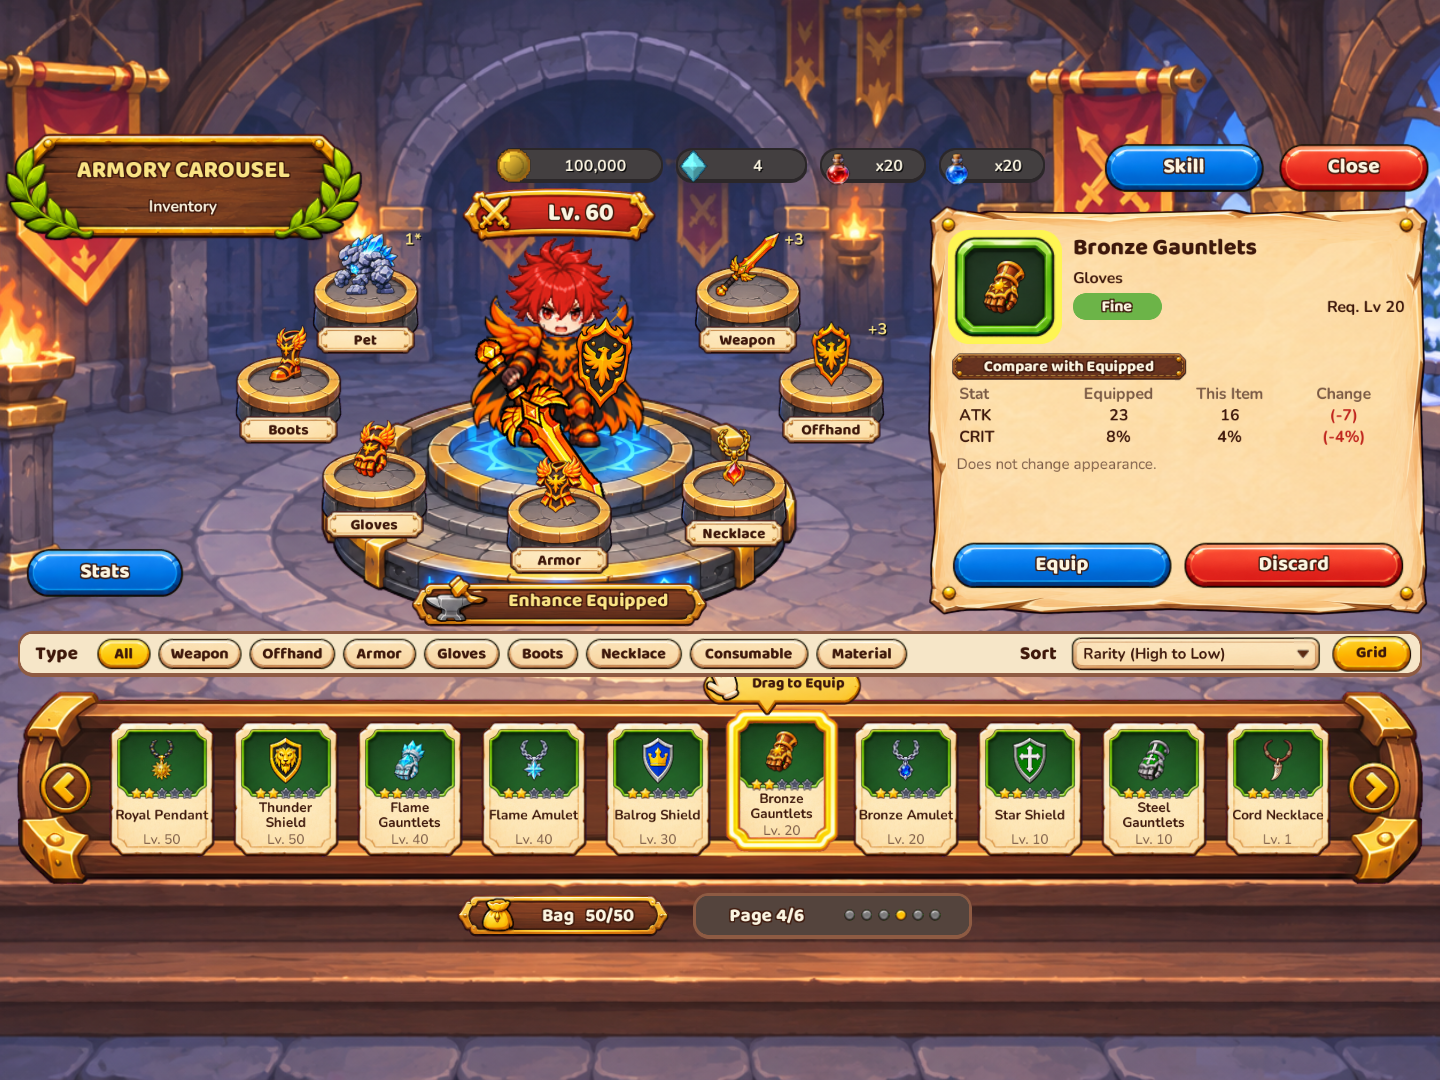 ARMORY CAROUSEL
Inventory
100,000
4
x20
x20
Skill
Close
Lv. 60
1*
Pet
+3
Weapon
Boots
+3
Offhand
Gloves
Necklace
Armor
Stats
Enhance Equipped
Bronze Gauntlets
Gloves
Fine
Req. Lv 20
Compare with Equipped
Stat Equipped This Item Change
ATK 23 16 (-7)
CRIT 8% 4% (-4%)
Does not change appearance.
Equip
Discard
Type All Weapon Offhand Armor Gloves Boots Necklace Consumable Material
Sort Rarity (High to Low) Grid
Drag to Equip
Royal Pendant
Lv. 50
Thunder
Shield
Lv. 50
Flame
Gauntlets
Lv. 40
Flame Amulet
Lv. 40
Balrog Shield
Lv. 30
Bronze
Gauntlets
Lv. 20
Bronze Amulet
Lv. 20
Star Shield
Lv. 10
Steel
Gauntlets
Lv. 10
Cord Necklace
Lv. 1
Bag 50/50
Page 4/6